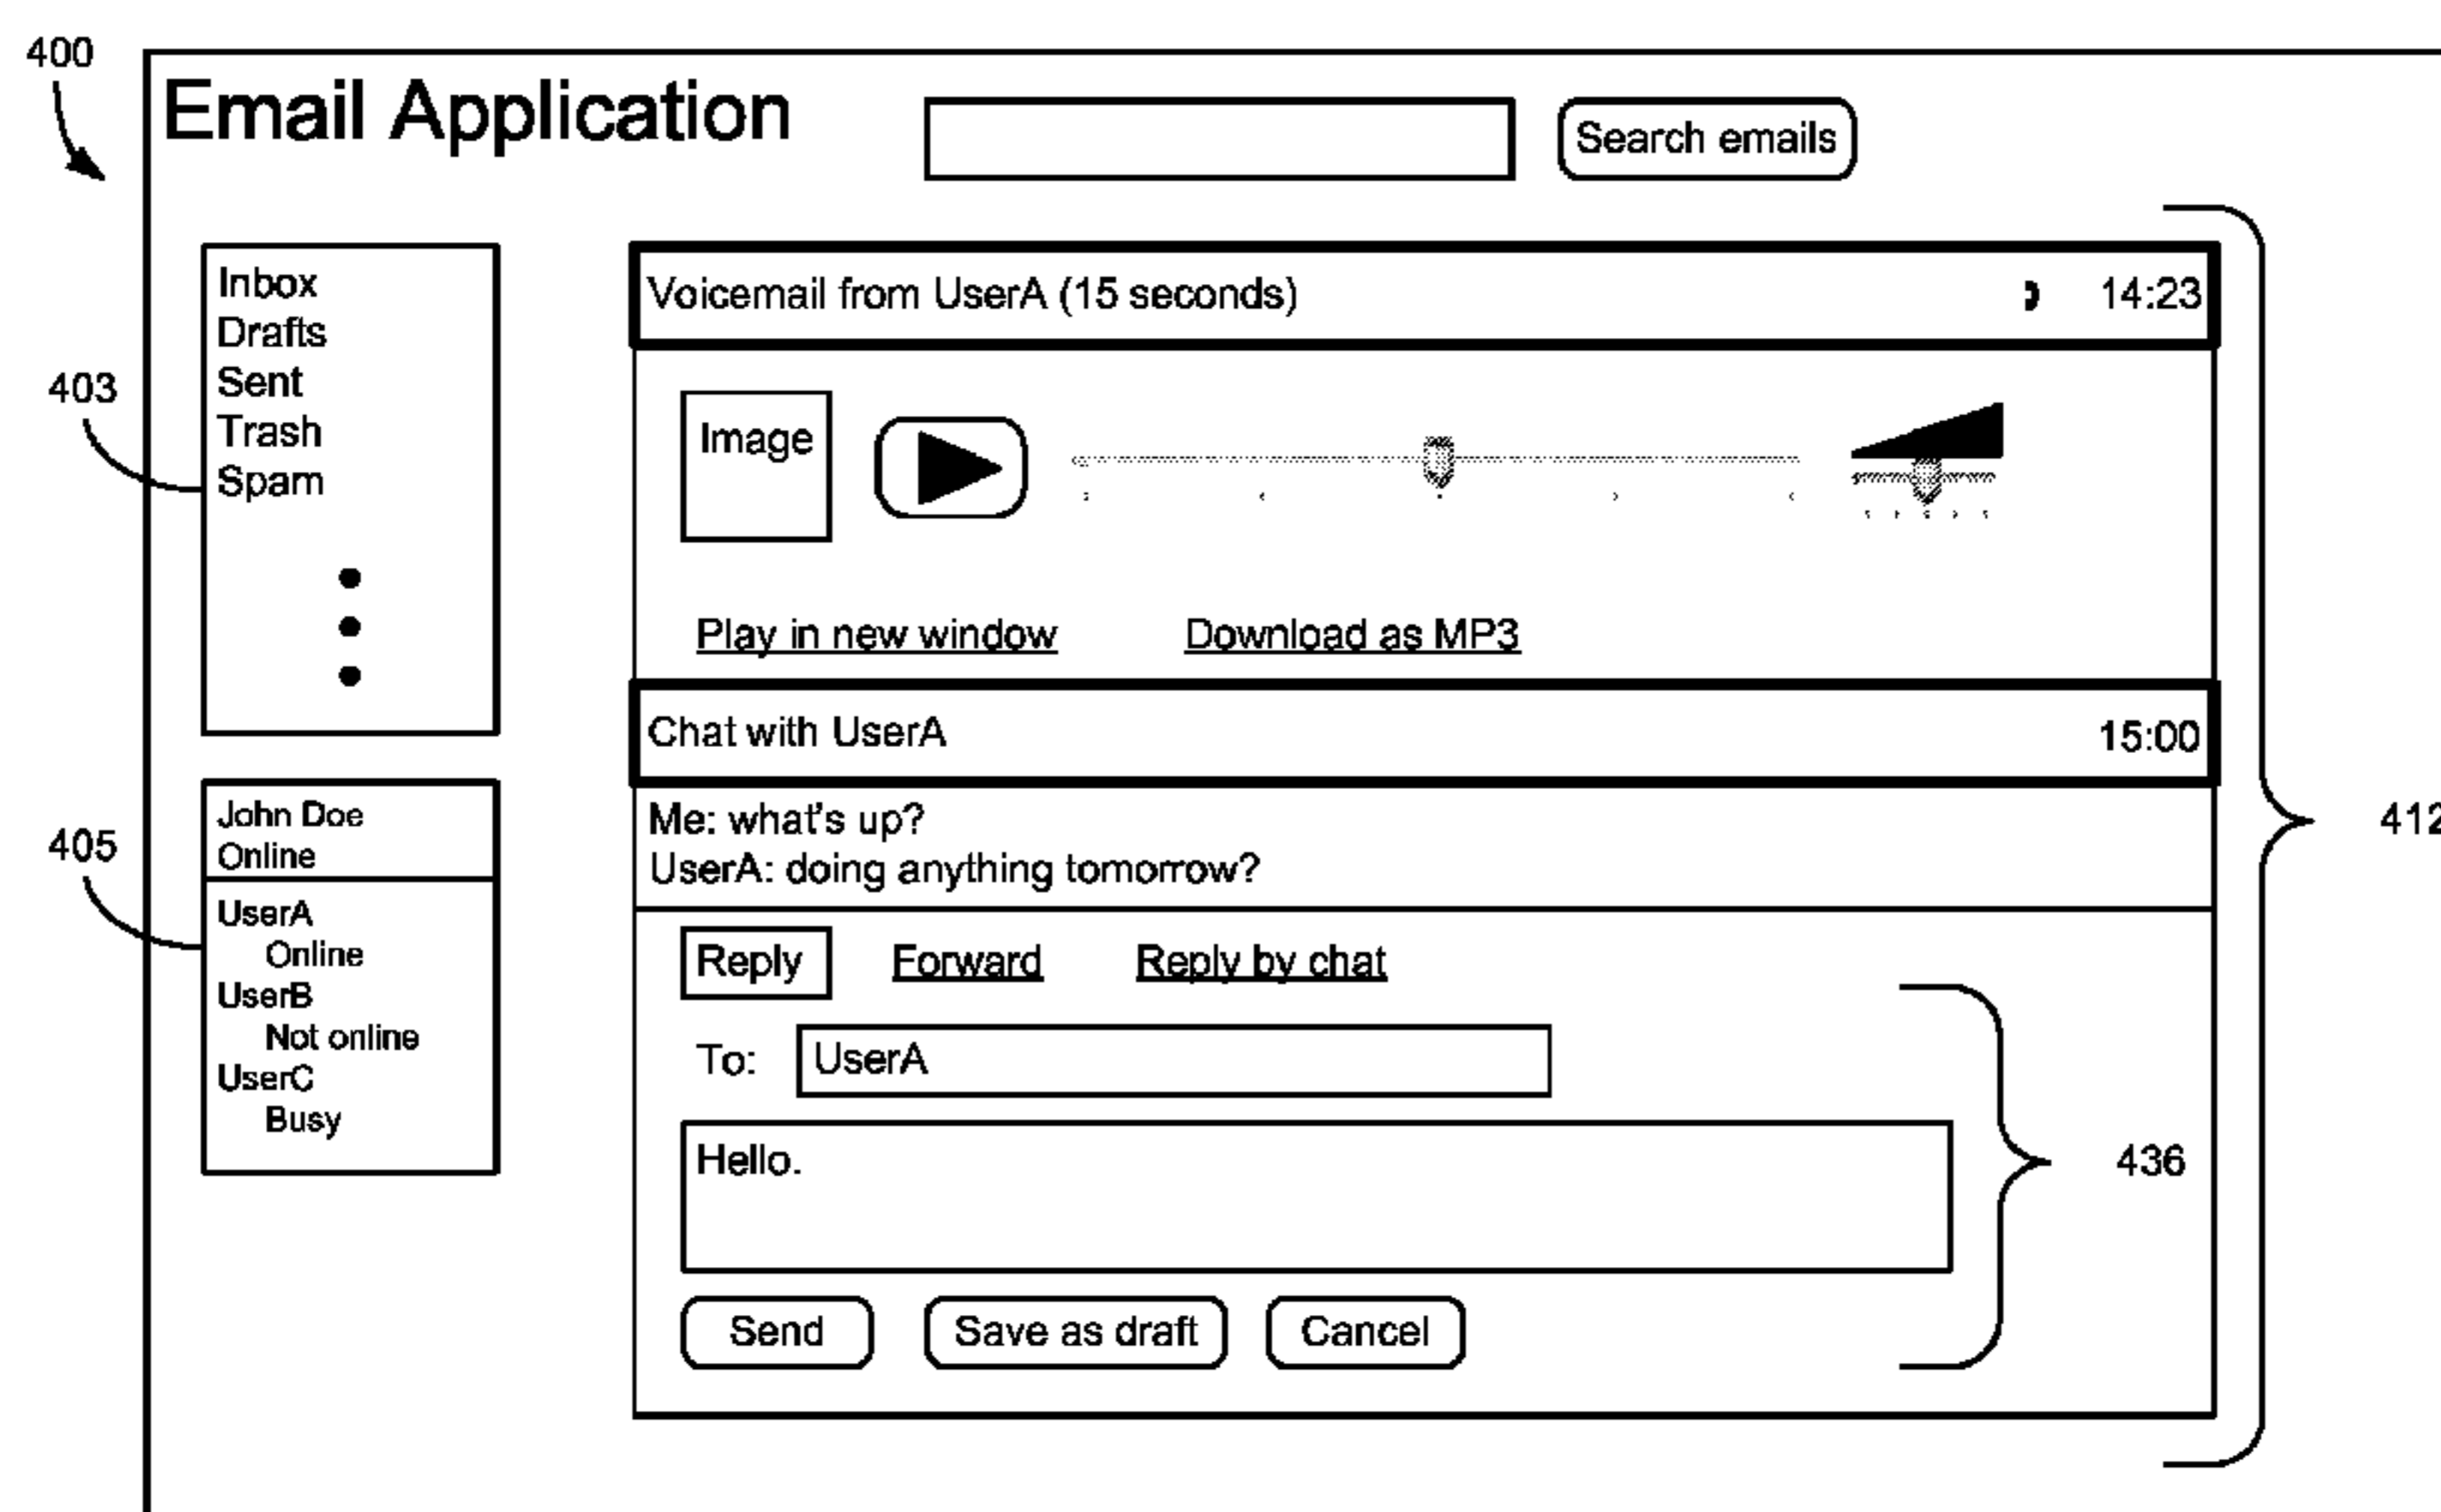 400
Email Application
Search emails
Inbox
Drafts
Sent
Trash
Spam
403
Voicemail from UserA (15 seconds) 14:23
Image
Play in new window Download as MP3
Chat with UserA 15:00
Me: what's up?
UserA: doing anything tomorrow?
412
405
John Doe
Online
UserA
Online
UserB
Not online
UserC
Busy
Reply Forward Reply by chat
To: UserA
Hello.
436
Send Save as draft Cancel